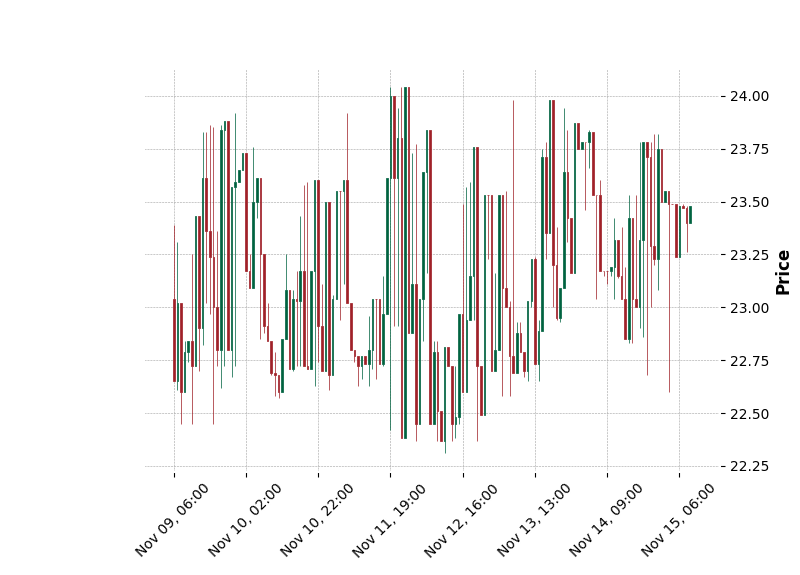 24.00
23.75
23.50
23.25
23.00
22.75
22.50
22.25
Price
Nov 09, 06:00
Nov 10, 02:00
Nov 10, 22:00
Nov 11, 19:00
Nov 12, 16:00
Nov 13, 13:00
Nov 14, 09:00
Nov 15, 06:00